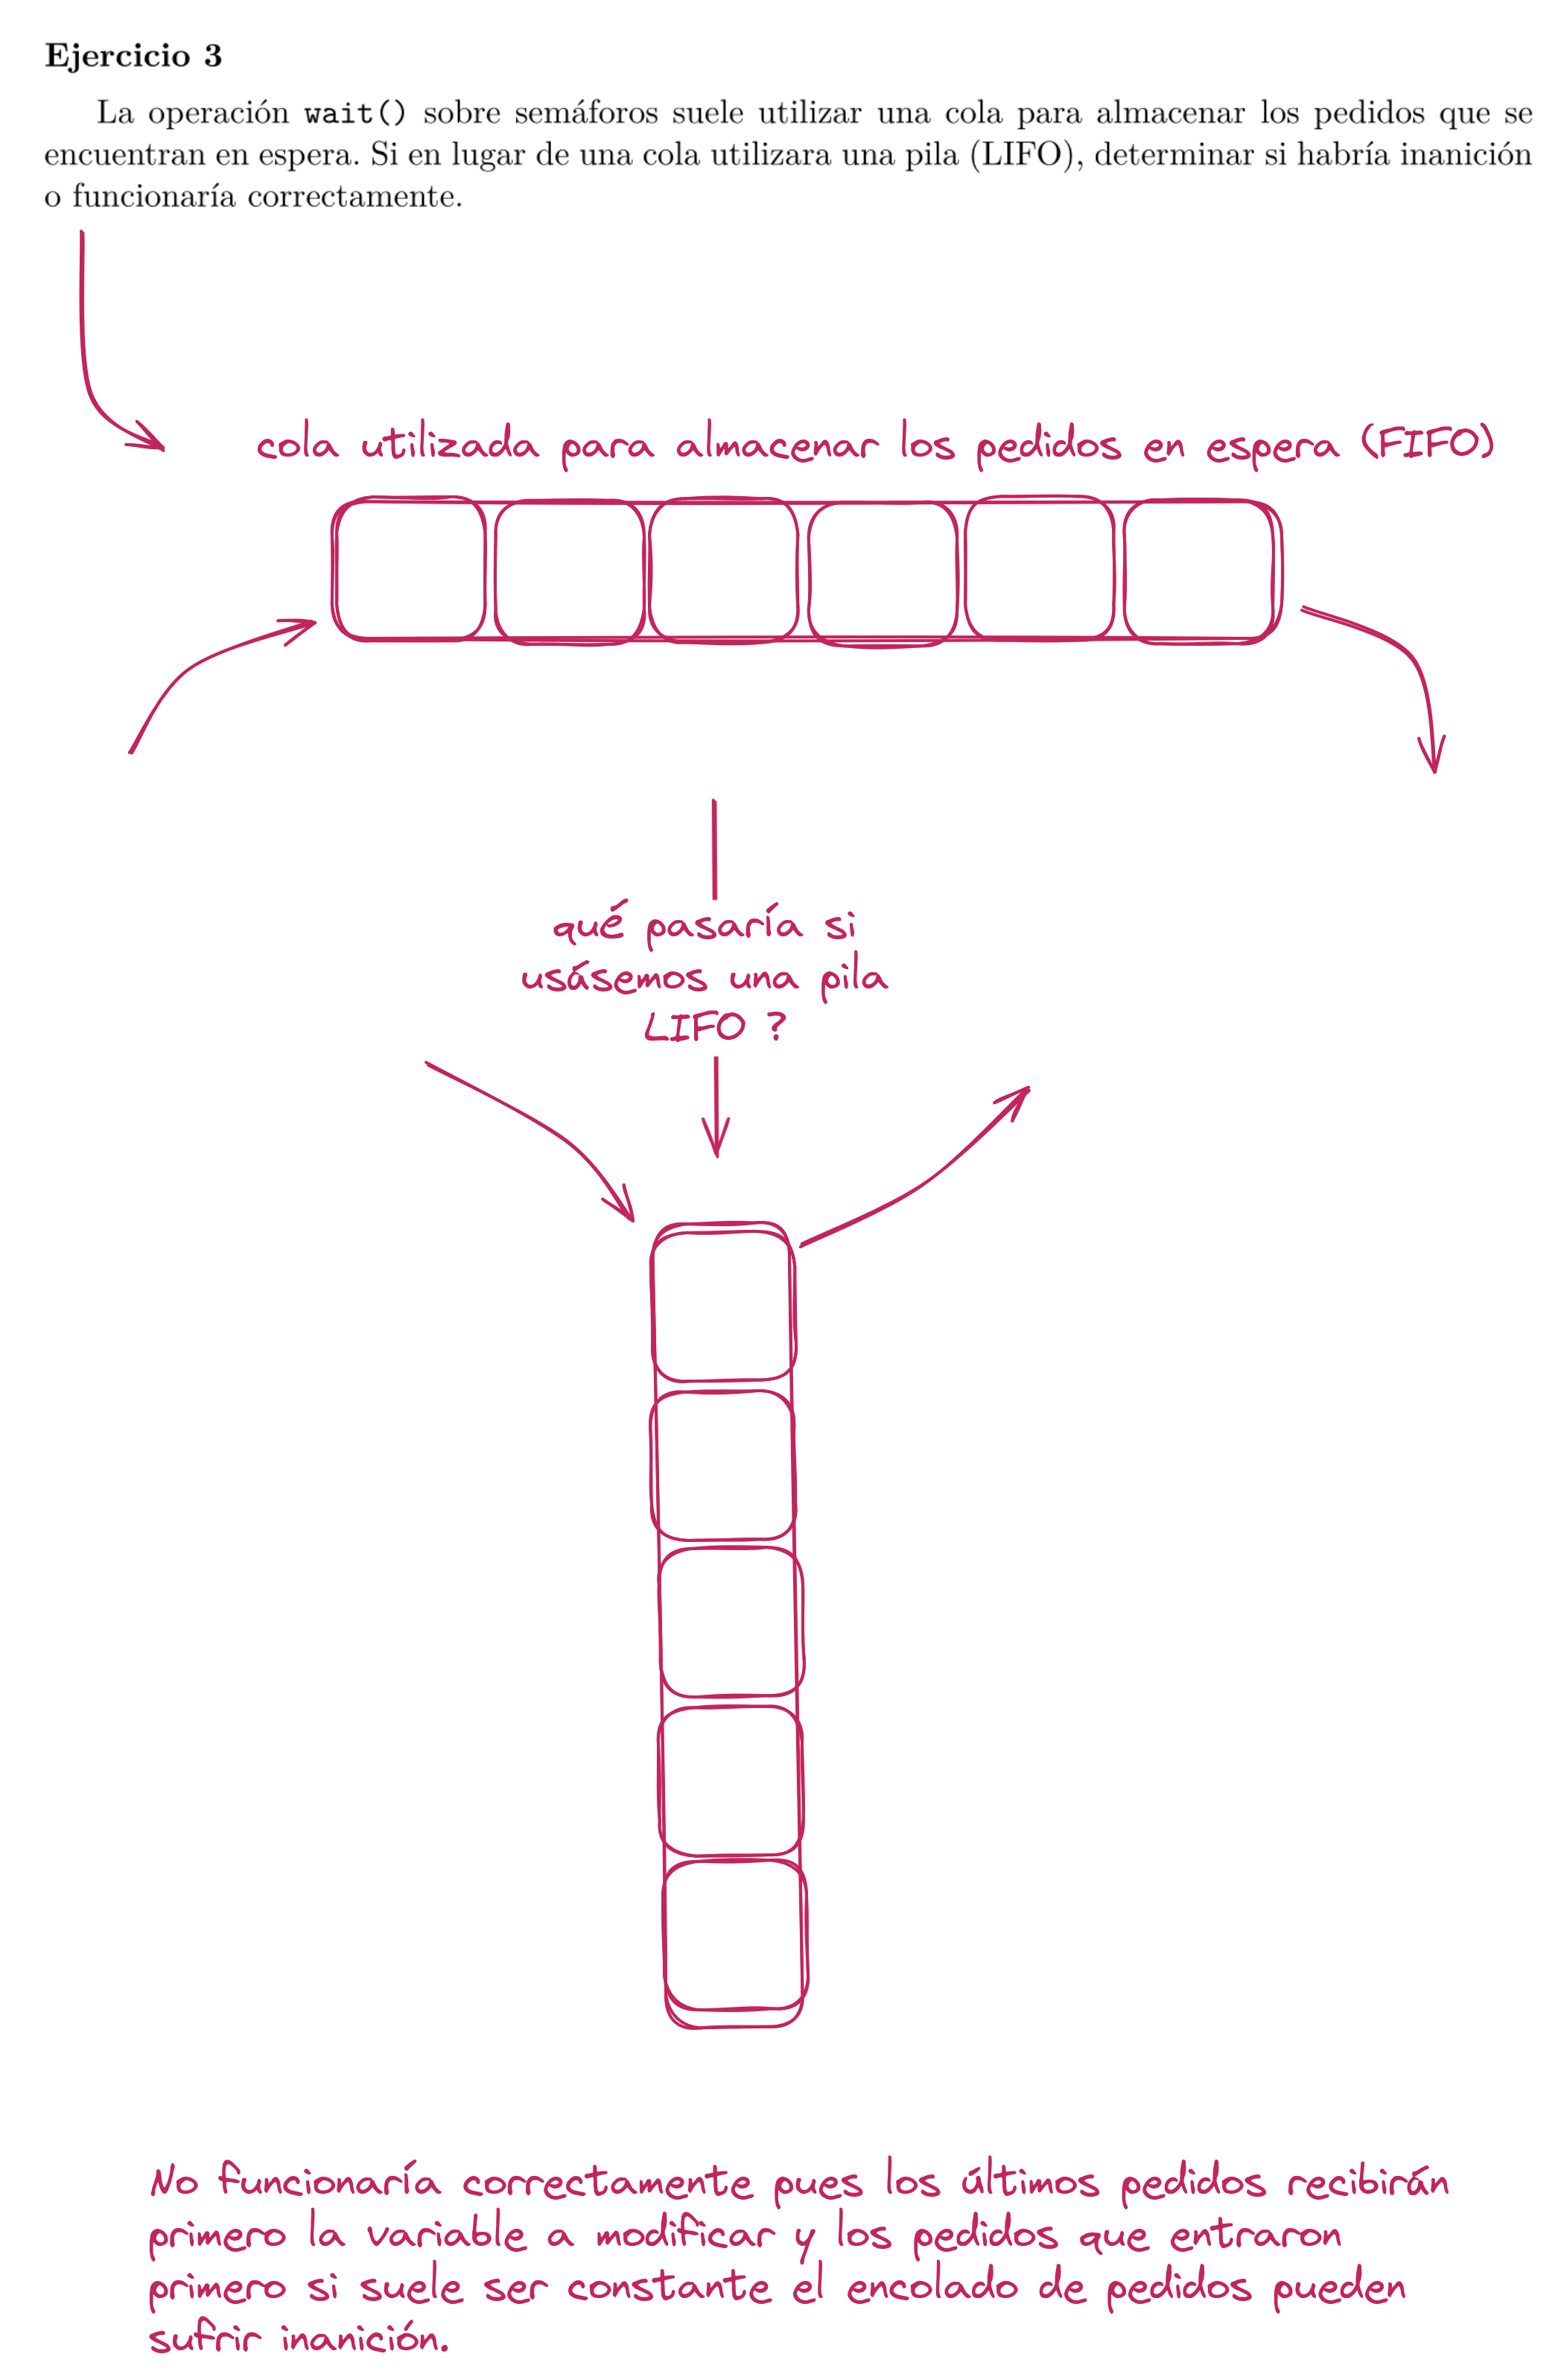 Ejercicio 3
La operación wait() sobre semáforos suele utilizar una cola para almacenar los pedidos que se
encuentran en espera. Si en lugar de una cola utilizara una pila (LIFO), determinar si habría inanición
o funcionaría correctamente.
cola utilizada para almacenar los pedidos en espera (FIFO)
qué pasaría si
usásemos una pila
LIFO ?
No funcionaría correctamente pues los últimos pedidos recibirán
primero la variable a modificar y los pedidos que entraron
primero si suele ser constante el encolado de pedidos pueden
sufrir inanición.